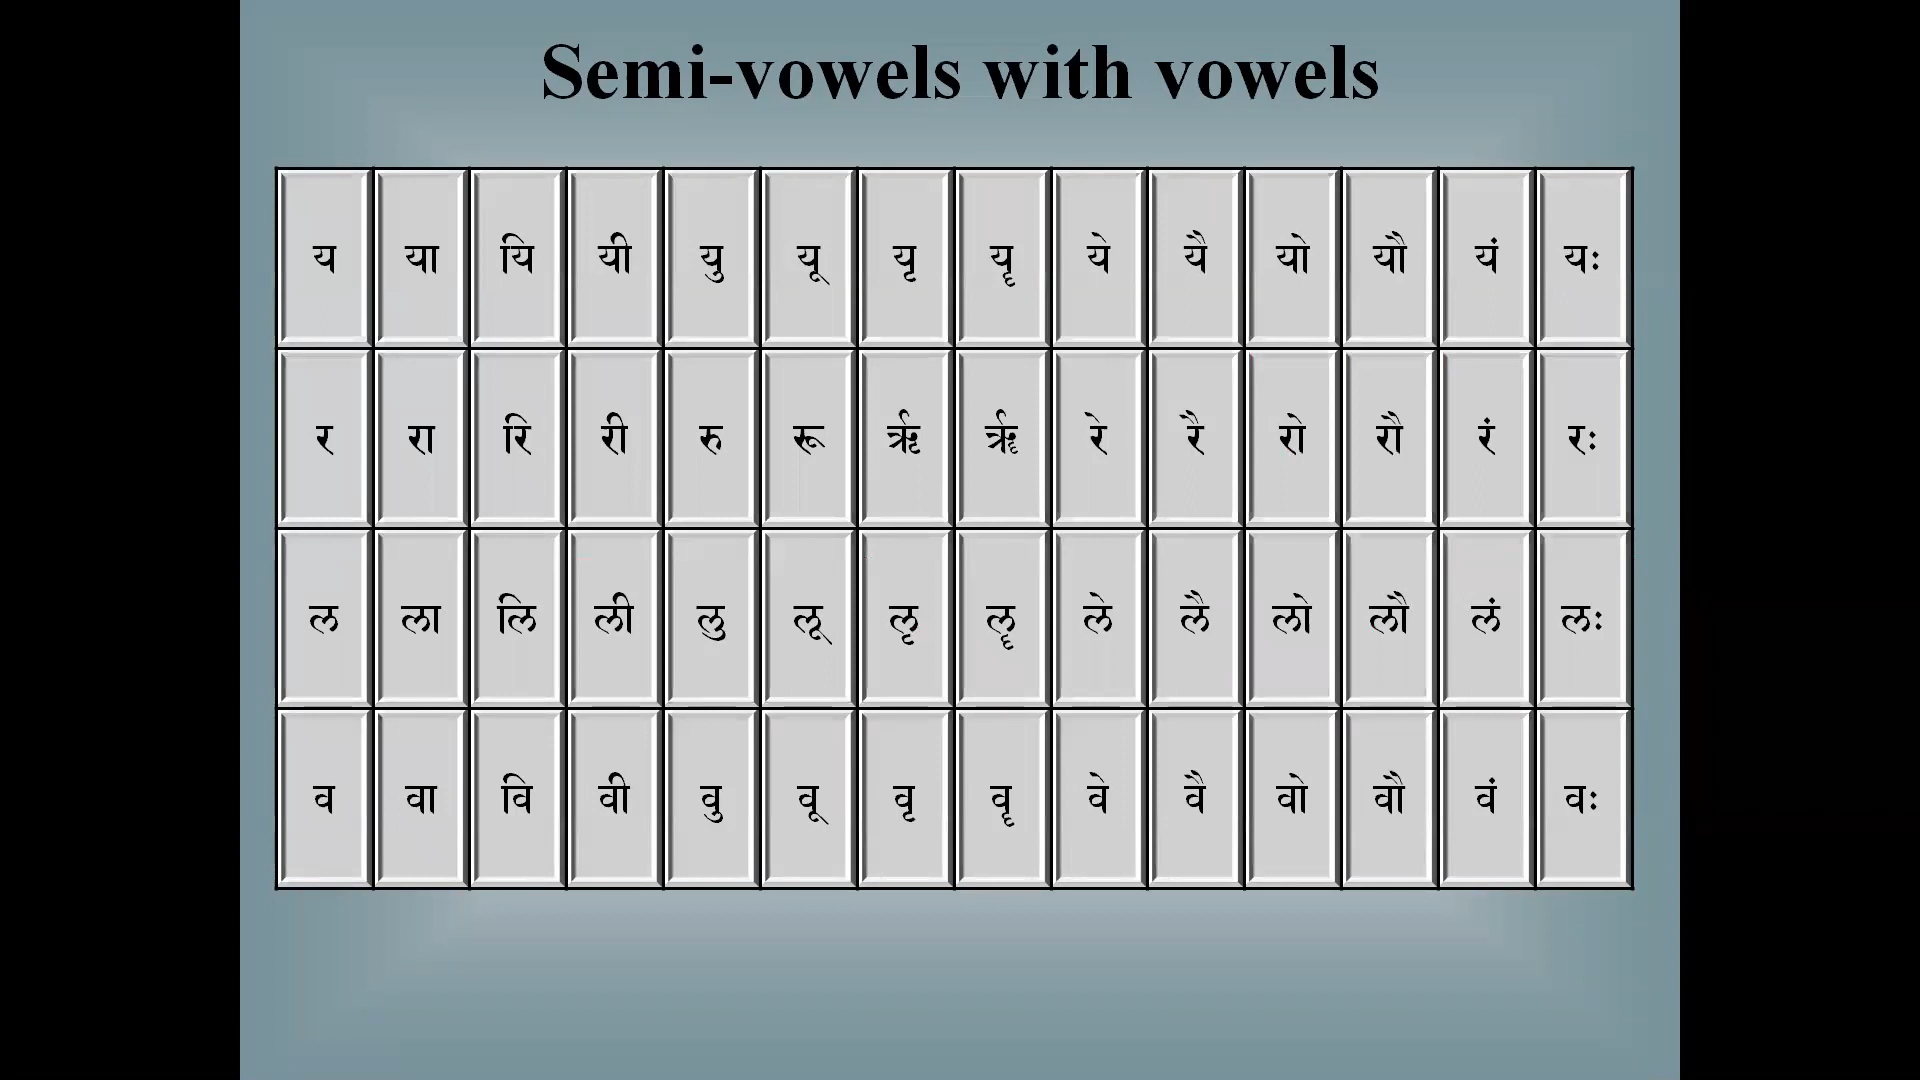 Semi-vowels with vowels
य या यि यी यु यू यृ यॄ ये यै यो यौ यं यः
र रा रि री रु रू र्ऋ र्ॠ रे रै रो रौ रं रः
ल ला लि ली लु लू लृ लॄ ले लै लो लौ लं लः
व वा वि वी वु वू वृ वॄ वे वै वो वौ वं वः